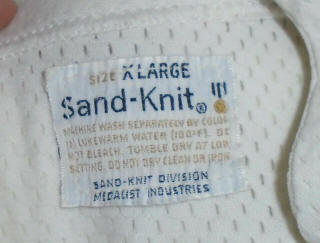 SIZE X LARGE
Sand-Knit®
MACHINE WASH SEPARATELY BY COLOR
IN LUKEWARM WATER (100°F). DO
NOT BLEACH. TUMBLE DRY AT LOW
SETTING. DO NOT DRY CLEAN OR IRON
SAND-KNIT DIVISION
MEDALIST INDUSTRIES